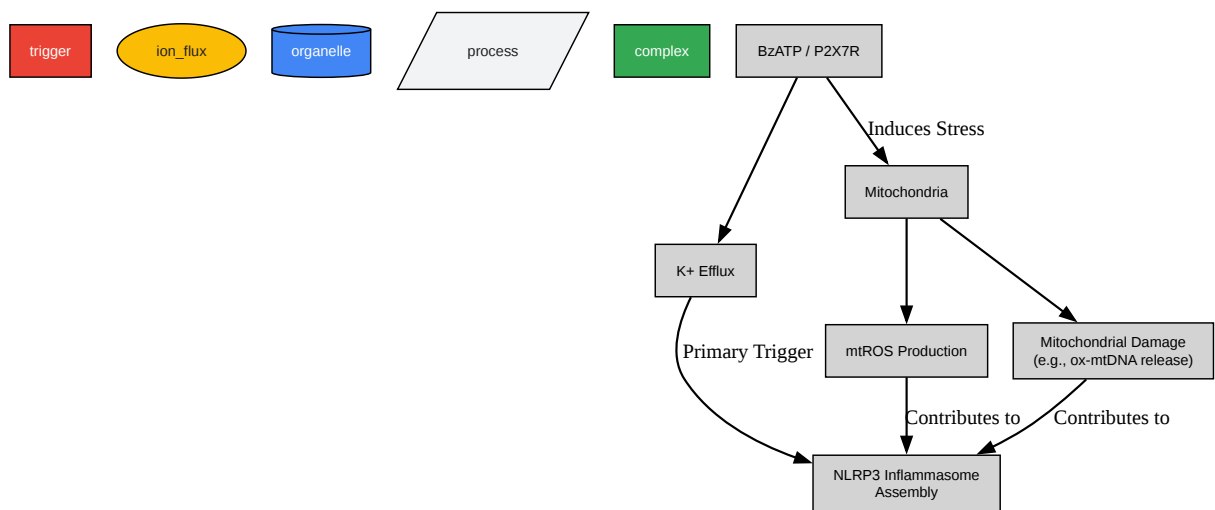 trigger
ion_flux
organelle
process
complex
BzATP / P2X7R
Induces Stress
Mitochondria
K+ Efflux
Primary Trigger
mtROS Production
Mitochondrial Damage
(e.g., ox-mtDNA release)
Contributes to
Contributes to
NLRP3 Inflammasome
Assembly